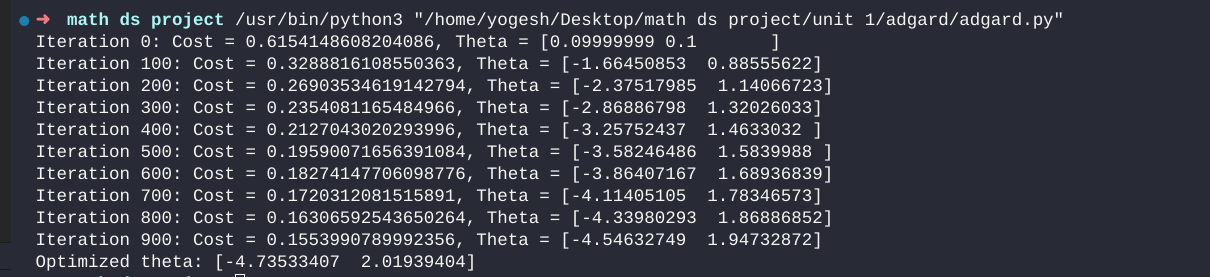 ➜ math ds project /usr/bin/python3 "/home/yogesh/Desktop/math ds project/unit 1/adgard/adgard.py"
Iteration 0: Cost = 0.6154148608204086, Theta = [0.09999999 0.1       ]
Iteration 100: Cost = 0.3288816108550363, Theta = [-1.66450853  0.88555622]
Iteration 200: Cost = 0.26903534619142794, Theta = [-2.37517985  1.14066723]
Iteration 300: Cost = 0.2354081165484966, Theta = [-2.86886798  1.32026033]
Iteration 400: Cost = 0.2127043020293996, Theta = [-3.25752437  1.4633032 ]
Iteration 500: Cost = 0.19590071656391084, Theta = [-3.58246486  1.5839988 ]
Iteration 600: Cost = 0.18274147706098776, Theta = [-3.86407167  1.68936839]
Iteration 700: Cost = 0.1720312081515891, Theta = [-4.11405105  1.78346573]
Iteration 800: Cost = 0.16306592543650264, Theta = [-4.33980293  1.86886852]
Iteration 900: Cost = 0.1553990789992356, Theta = [-4.54632749  1.94732872]
Optimized theta: [-4.73533407  2.01939404]